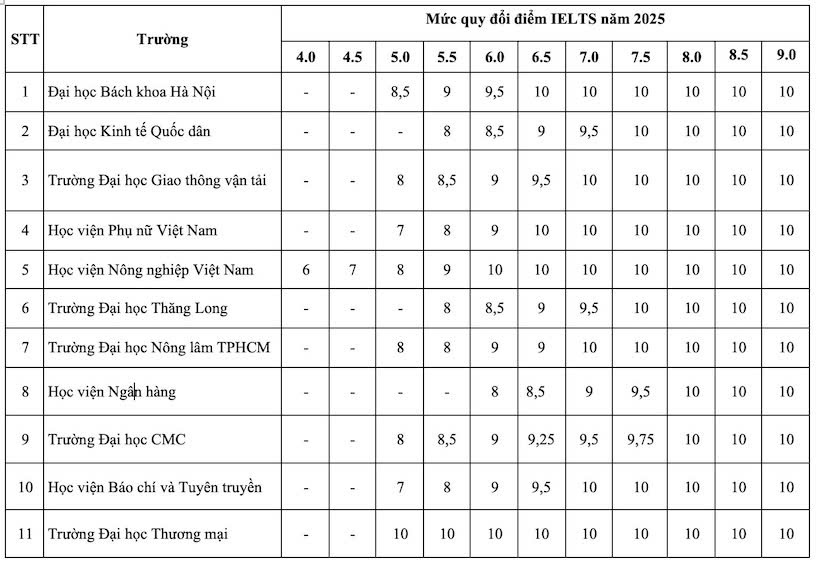 STT Trường Mức quy đổi điểm IELTS năm 2025
4.0 4.5 5.0 5.5 6.0 6.5 7.0 7.5 8.0 8.5 9.0
1 Đại học Bách khoa Hà Nội - - 8,5 9 9,5 10 10 10 10 10 10
2 Đại học Kinh tế Quốc dân - - - 8 8,5 9 9,5 10 10 10 10
3 Trường Đại học Giao thông vận tải - - 8 8,5 9 9,5 10 10 10 10 10
4 Học viện Phụ nữ Việt Nam - - 7 8 9 10 10 10 10 10 10
5 Học viện Nông nghiệp Việt Nam 6 7 8 9 10 10 10 10 10 10 10
6 Trường Đại học Thăng Long - - - 8 8,5 9 9,5 10 10 10 10
7 Trường Đại học Nông lâm TPHCM - - 8 8 9 9 10 10 10 10 10
8 Học viện Ngân hàng - - - - 8 8,5 9 9,5 10 10 10
9 Trường Đại học CMC - - 8 8,5 9 9,25 9,5 9,75 10 10 10
10 Học viện Báo chí và Tuyên truyền - - 7 8 9 9,5 10 10 10 10 10
11 Trường Đại học Thương mại - - 10 10 10 10 10 10 10 10 10